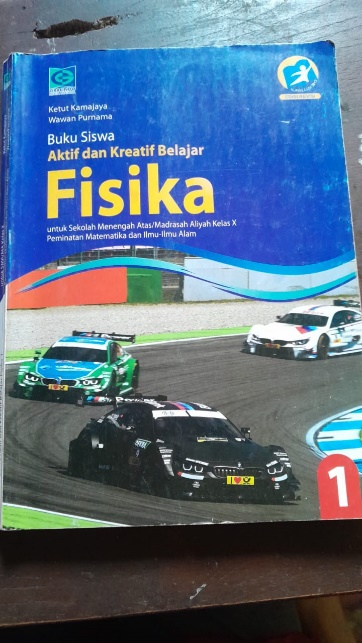 Ketut Kamajaya
Wawan Purnama
Buku Siswa
Aktif dan Kreatif Belajar
Fisika
untuk Sekolah Menengah Atas/Madrasah Aliyah Kelas X
Peminatan Matematika dan Ilmu-Ilmu Alam
1